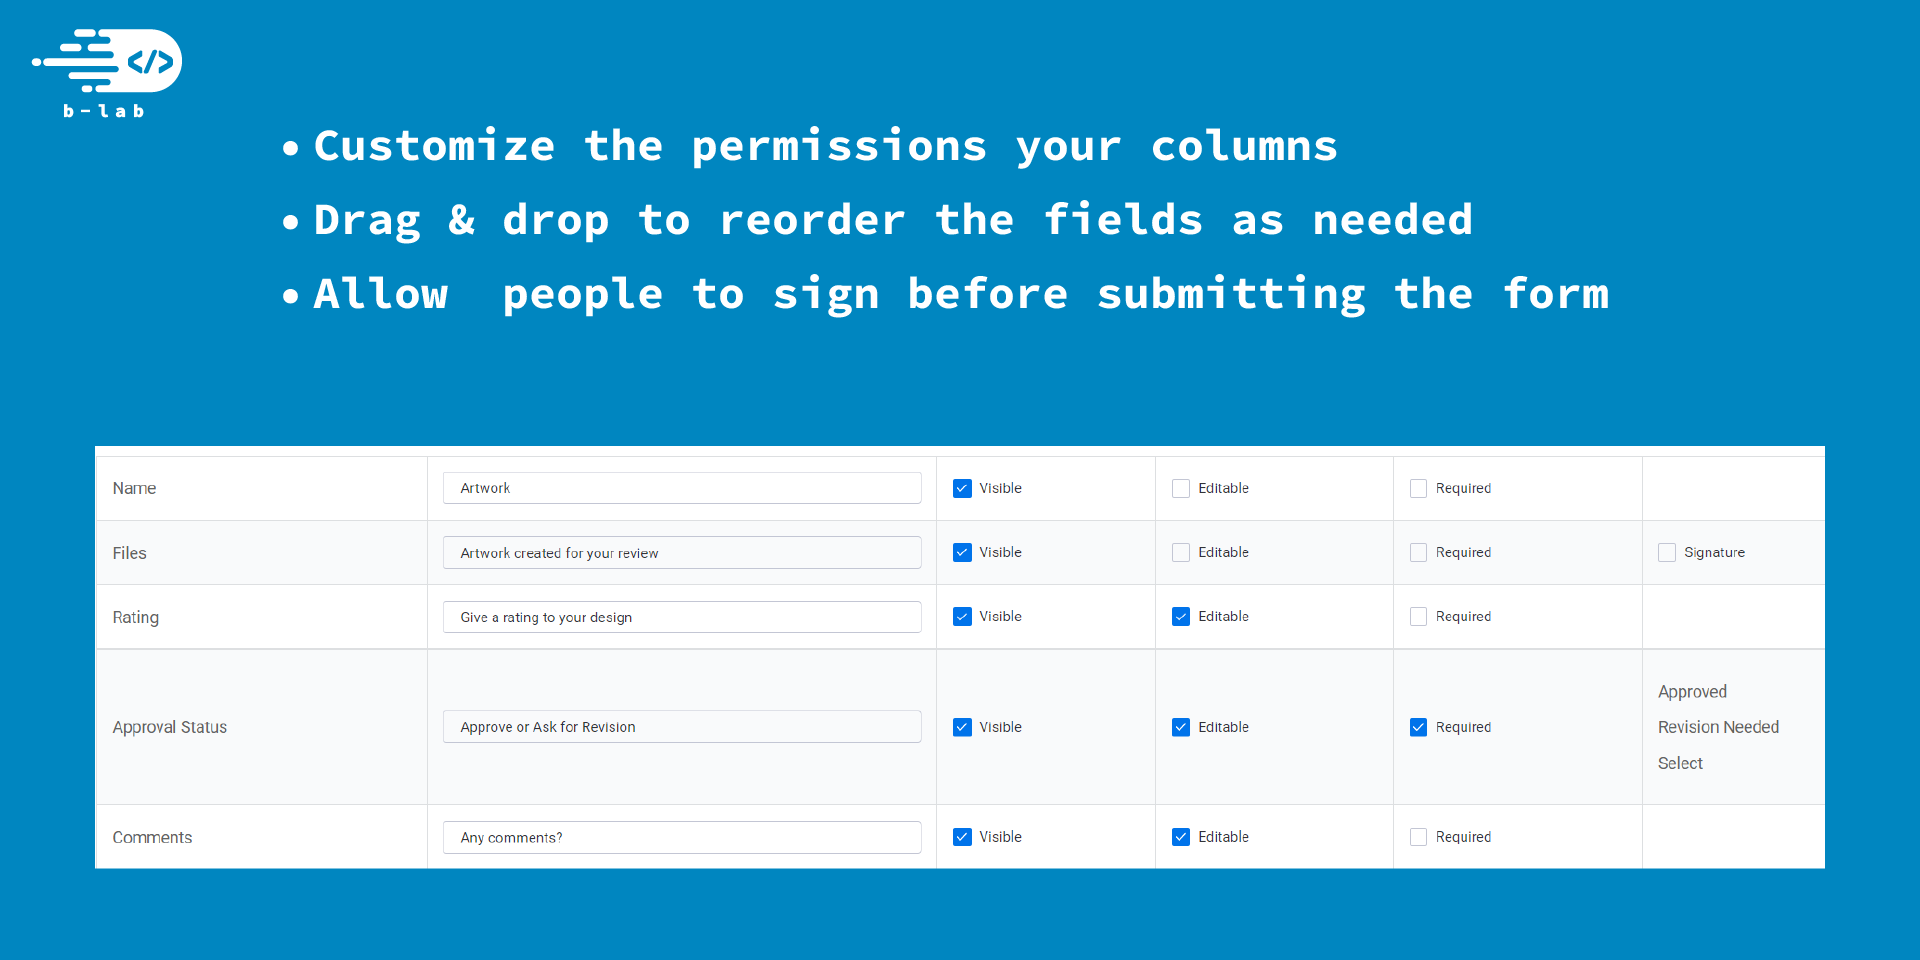 </>
b-lab
• Customize the permissions your columns
• Drag & drop to reorder the fields as needed
• Allow  people to sign before submitting the form
Name Artwork Visible Editable Required
Files Artwork created for your review Visible Editable Required Signature
Rating Give a rating to your design Visible Editable Required
Approval Status Approve or Ask for Revision Visible Editable Required Approved
Revision Needed
Select
Comments Any comments? Visible Editable Required